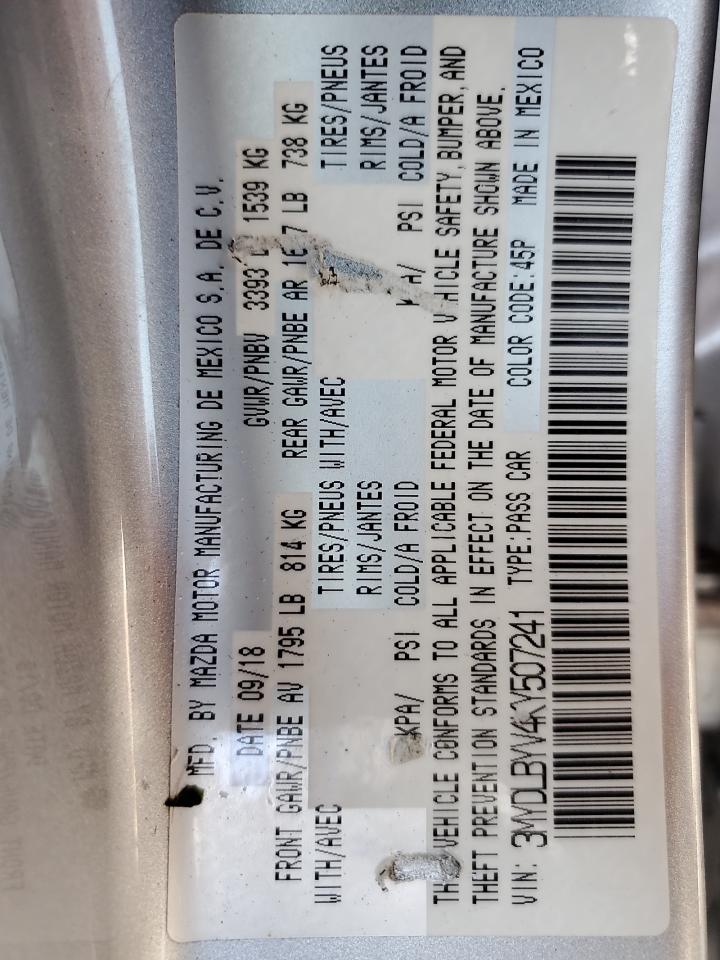 MFD BY MAZDA MOTOR MANUFACTURING DE MEXICO S.A. DE C.V.
DATE 09/18 GVWR/PNBV 3393 LB 1539 KG
FRONT GAWR/PNBE AV 1795 LB 814 KG REAR GAWR/PNBE AR LB 738 KG
WITH/AVEC TIRES/PNEUS WITH/AVEC TIRES/PNEUS
RIMS/JANTES RIMS/JANTES
KPA/ PSI COLD/A FROID KPA/ PSI COLD/A FROID
THIS VEHICLE CONFORMS TO ALL APPLICABLE FEDERAL MOTOR VEHICLE SAFETY, BUMPER, AND
THEFT PREVENTION STANDARDS IN EFFECT ON THE DATE OF MANUFACTURE SHOWN ABOVE.
VIN: 3MYDLBYV4KY507241 TYPE:PASS CAR COLOR CODE:45P MADE IN MEXICO